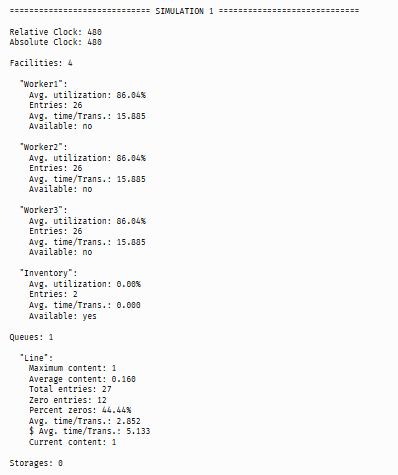 ============================= SIMULATION 1 =============================
Relative Clock: 480
Absolute Clock: 480
Facilities: 4
"Worker1":
Avg. utilization: 86.04%
Entries: 26
Avg. time/Trans.: 15.885
Available: no
"Worker2":
Avg. utilization: 86.04%
Entries: 26
Avg. time/Trans.: 15.885
Available: no
"Worker3":
Avg. utilization: 86.04%
Entries: 26
Avg. time/Trans.: 15.885
Available: no
"Inventory":
Avg. utilization: 0.00%
Entries: 2
Avg. time/Trans.: 0.000
Available: yes
Queues: 1
"Line":
Maximum content: 1
Average content: 0.160
Total entries: 27
Zero entries: 12
Percent zeros: 44.44%
Avg. time/Trans.: 2.852
$ Avg. time/Trans.: 5.133
Current content: 1
Storages: 0